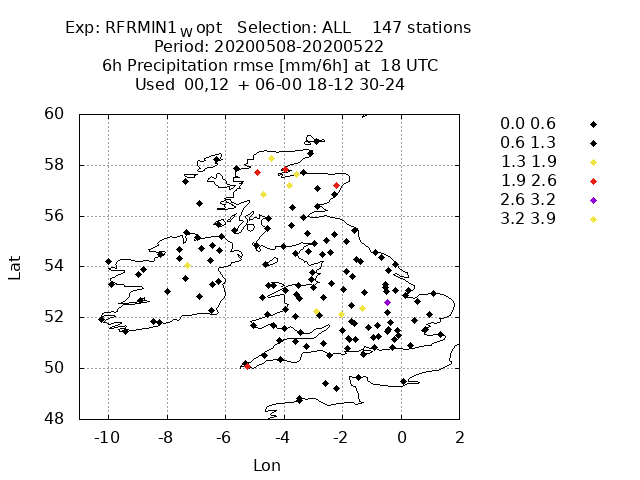 Exp: RFRMIN1_W opt Selection: ALL 147 stations
Period: 20200508-20200522
6h Precipitation rmse [mm/6h] at 18 UTC
Used 00,12 + 06-00 18-12 30-24
60
58
56
54
52
50
48
Lat
-10 -8 -6 -4 -2 0 2
Lon
0.0 0.6
0.6 1.3
1.3 1.9
1.9 2.6
2.6 3.2
3.2 3.9